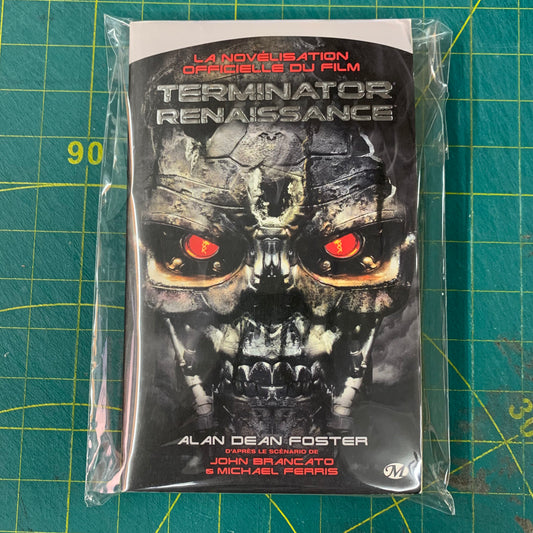 LA NOVÉLISATION
OFFICIELLE DU FILM
TERMINATOR
RENAISSANCE
90
30
ALAN DEAN FOSTER
D'APRÈS LE SCÉNARIO DE
JOHN BRANCATO
& MICHAEL FERRIS
M